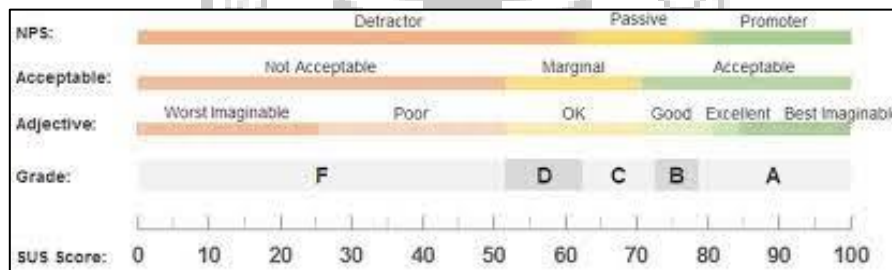 Detractor Passive Promoter
NPS:
Not Acceptable Marginal Acceptable
Acceptable:
Worst Imaginable Poor OK Good Excellent Best Imaginable
Adjective:
Grade: F D C B A
SUS Score: 0 10 20 30 40 50 60 70 80 90 100